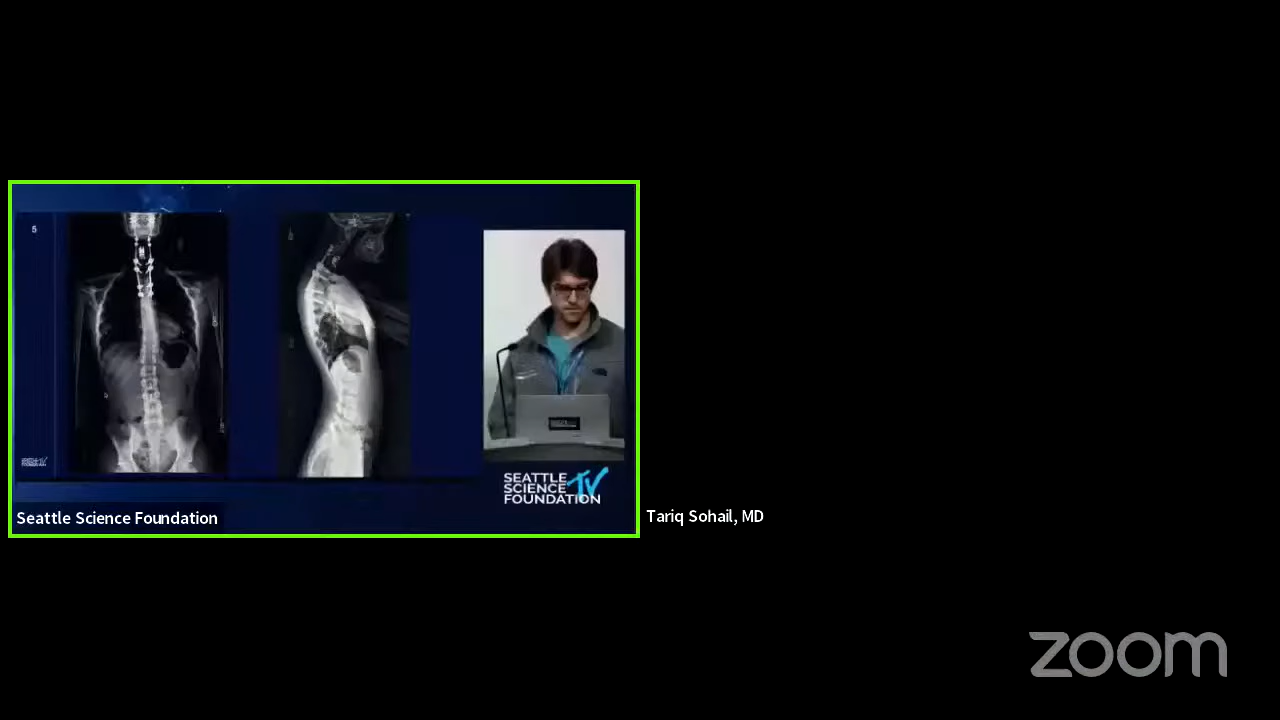 5
SEATTLE
SCIENCE
FOUNDATION
TV
Seattle Science Foundation
Tariq Sohail, MD
zoom